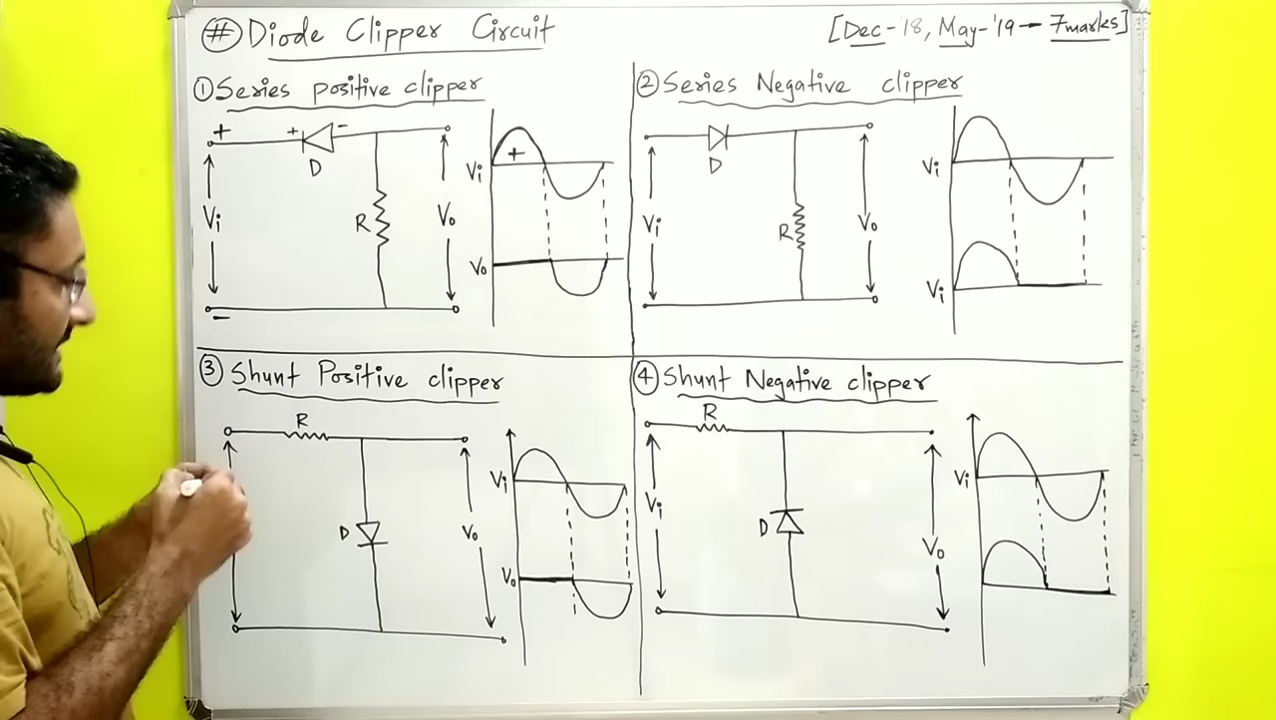 # Diode Clipper Circuit [Dec-'18, May-'19 – 7marks]
① Series positive clipper
+ + -
D
+
Vi
Vi R Vo
Vo
-
② Series Negative clipper
D
Vi
Vi R Vo
Vi
③ Shunt Positive clipper
R
Vi
D Vo
Vo
④ Shunt Negative clipper
R
Vi
Vi D Vo